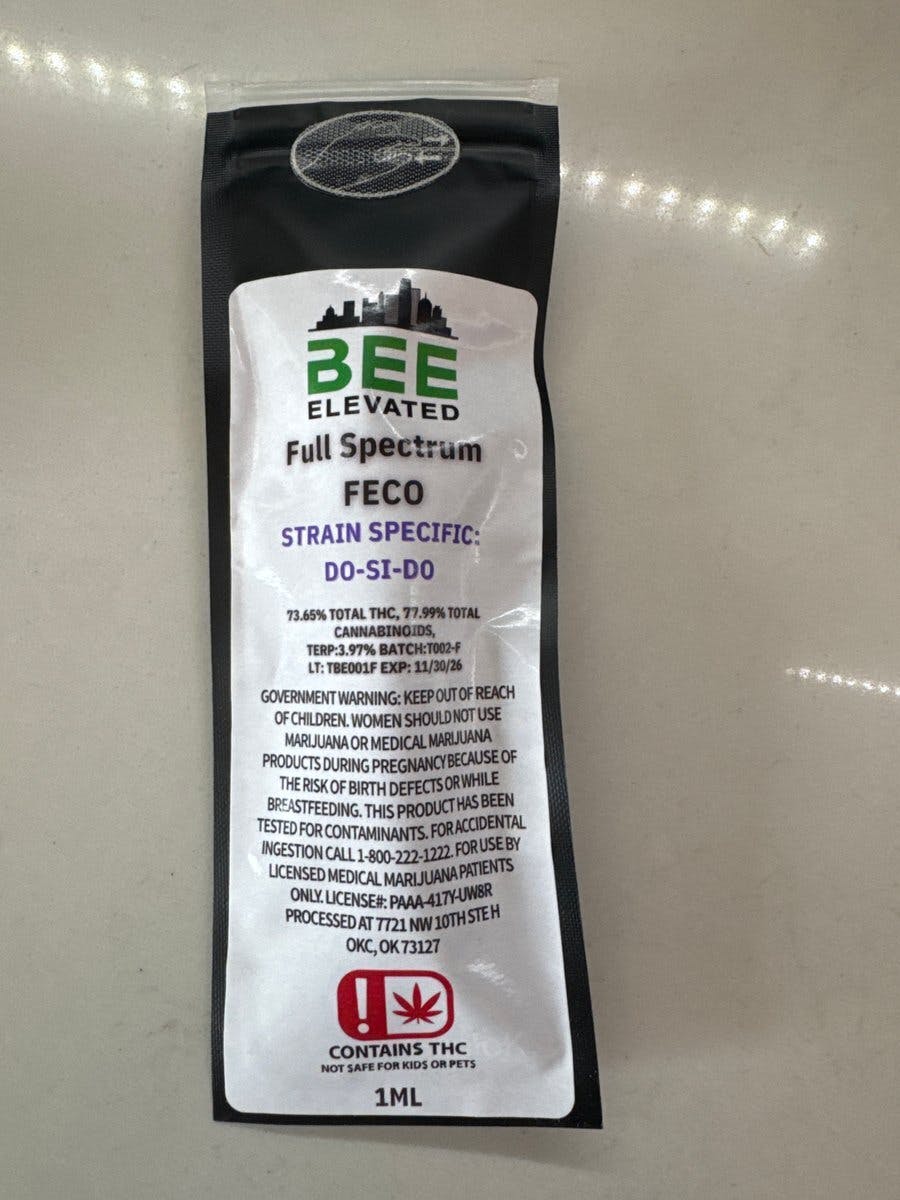 BEE
ELEVATED
Full Spectrum
FECO
STRAIN SPECIFIC:
DO-SI-DO
73.65% TOTAL THC, 77.99% TOTAL
CANNABINOIDS,
TERP:3.97% BATCH:T002-F
LT: TBE001F EXP: 11/30/26
GOVERNMENT WARNING: KEEP OUT OF REACH
OF CHILDREN. WOMEN SHOULD NOT USE
MARIJUANA OR MEDICAL MARIJUANA
PRODUCTS DURING PREGNANCY BECAUSE OF
THE RISK OF BIRTH DEFECTS OR WHILE
BREASTFEEDING. THIS PRODUCT HAS BEEN
TESTED FOR CONTAMINANTS. FOR ACCIDENTAL
INGESTION CALL 1-800-222-1222. FOR USE BY
LICENSED MEDICAL MARIJUANA PATIENTS
ONLY. LICENSE#: PAAA-417Y-UW8R
PROCESSED AT 7721 NW 10TH STE H
OKC, OK 73127
CONTAINS THC
NOT SAFE FOR KIDS OR PETS
1ML